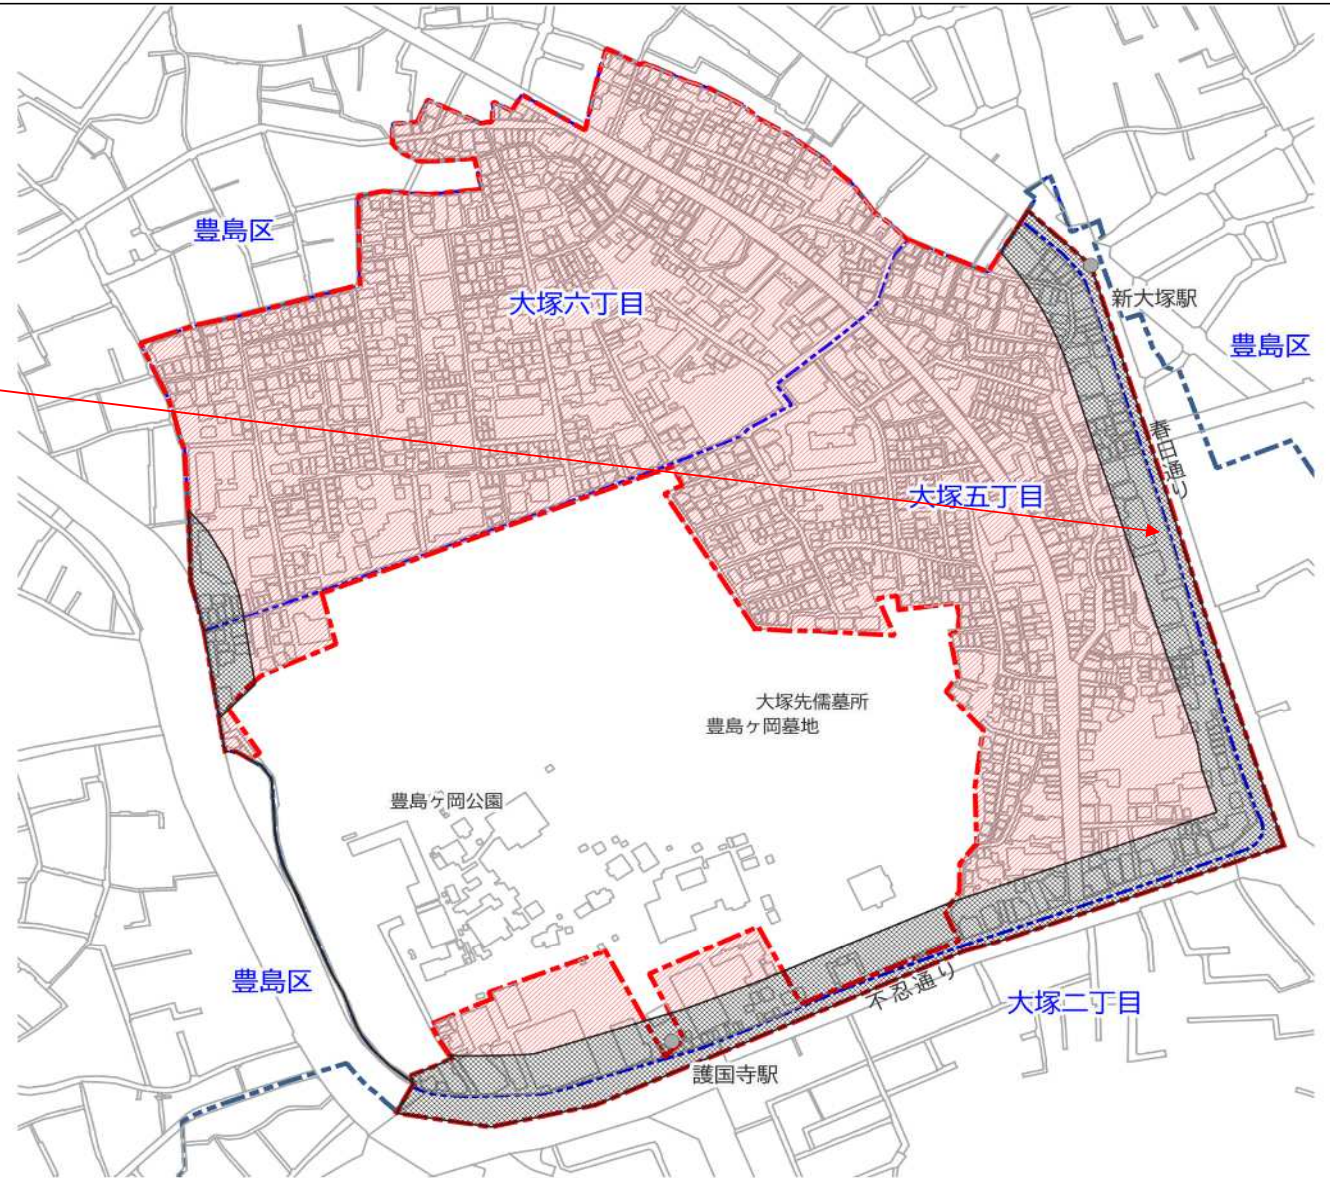 豊島区
大塚六丁目
新大塚駅
豊島区
春日通り
大塚五丁目
大塚先儒墓所
豊島ヶ岡墓地
豊島ヶ岡公園
豊島区
不忍通り
大塚二丁目
護国寺駅